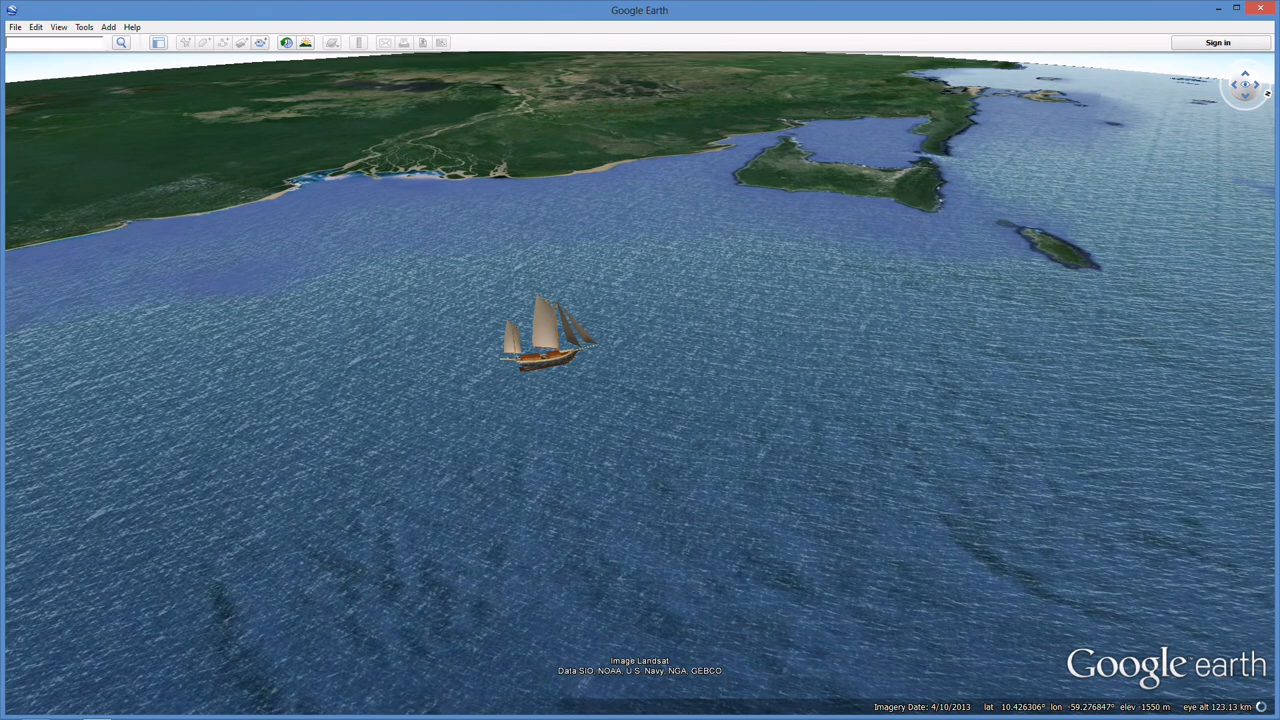 Google Earth
File Edit View Tools Add Help
Sign in
N
Image Landsat
Data SIO, NOAA, U.S. Navy, NGA, GEBCO
Google earth
Imagery Date: 4/10/2013 lat 10.426306° lon -59.276847° elev -1550 m eye alt 123.13 km